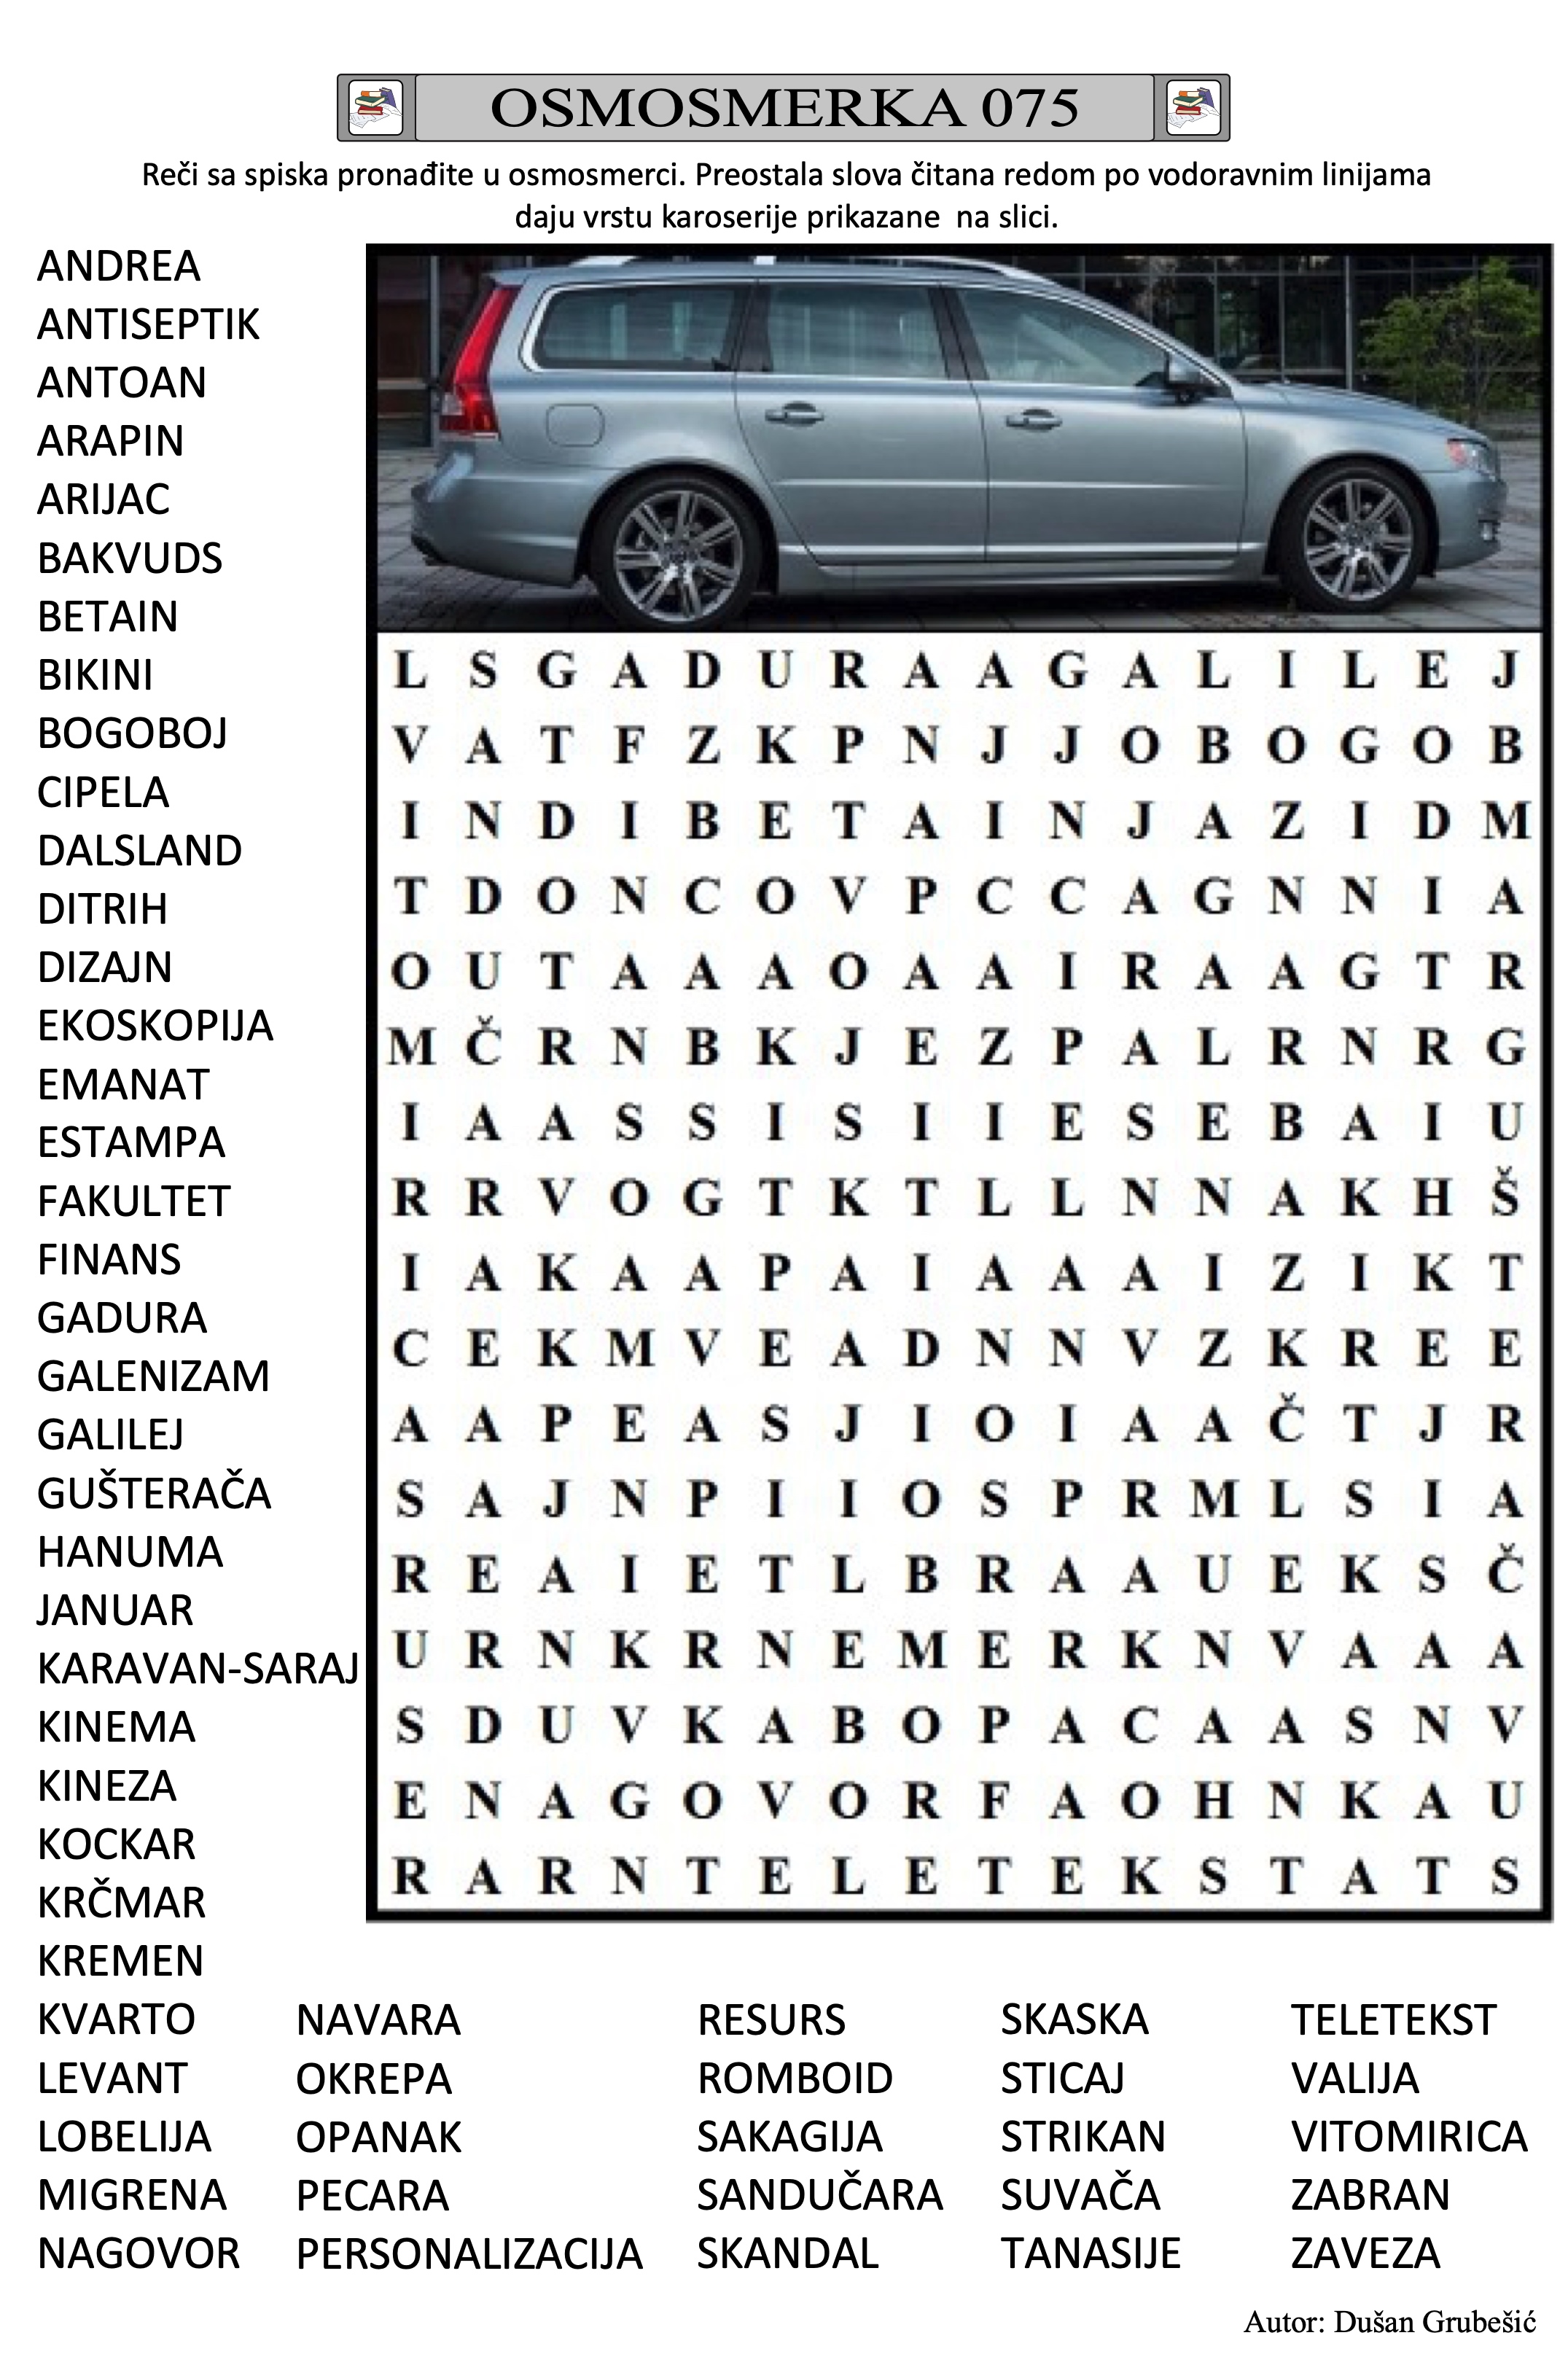 OSMOSMERKA 075
Reči sa spiska pronađite u osmosmerci. Preostala slova čitana redom po vodoravnim linijama
daju vrstu karoserije prikazane na slici.
ANDREA
ANTISEPTIK
ANTOAN
ARAPIN
ARIJAC
BAKVUDS
BETAIN
BIKINI
BOGOBOJ
CIPELA
DALSLAND
DITRIH
DIZAJN
EKOSKOPIJA
EMANAT
ESTAMPA
FAKULTET
FINANS
GADURA
GALENIZAM
GALILEJ
GUŠTERAČA
HANUMA
JANUAR
KARAVAN-SARAJ
KINEMA
KINEZA
KOCKAR
KRČMAR
KREMEN
KVARTO
LEVANT
LOBELIJA
MIGRENA
NAGOVOR
L S G A D U R A A G A L I L E J
V A T F Z K P N J J O B O G O B
I N D I B E T A I N J A Z I D M
T D O N C O V P C C A G N N I A
O U T A A A O A A I R A A G T R
M Č R N B K J E Z P A L R N R G
I A A S S I S I I E S E B A I U
R R V O G T K T L L N N A K H Š
I A K A A P A I A A A I Z I K T
C E K M V E A D N N V Z K R E E
A A P E A S J I O I A A Č T J R
S A J N P I I O S P R M L S I A
R E A I E T L B R A A U E K S Č
U R N K R N E M E R K N V A A A
S D U V K A B O P A C A A S N V
E N A G O V O R F A O H N K A U
R A R N T E L E T E K S T A T S
NAVARA
OKREPA
OPANAK
PECARA
PERSONALIZACIJA
RESURS
ROMBOID
SAKAGIJA
SANDUČARA
SKANDAL
SKASKA
STICAJ
STRIKAN
SUVAČA
TANASIJE
TELETEKST
VALIJA
VITOMIRICA
ZABRAN
ZAVEZA
Autor: Dušan Grubešić